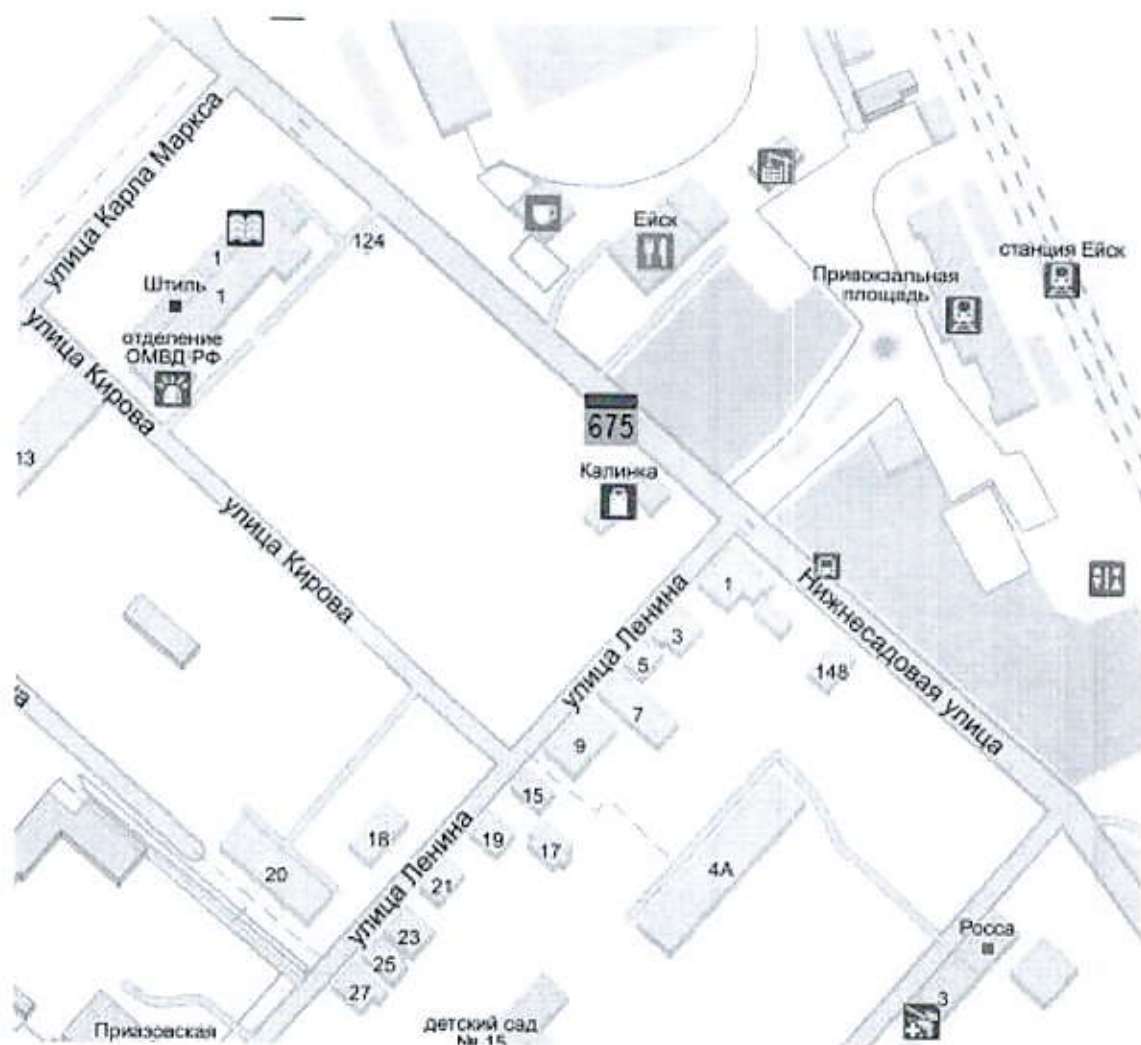 улица Карла Маркса
124
Ейск
станция Ейск
Привокзальная
площадь
1
Штиль
1
отделение
ОМВД РФ
улица Кирова
675
13
Калинка
улица Кирова
1
Нижнесадовая улица
улица Ленина
3
5
148
7
9
15
18
19
17
20
4А
улица Ленина
21
23
Росса
25
27
3
Приазовская
детский сад
№ 15